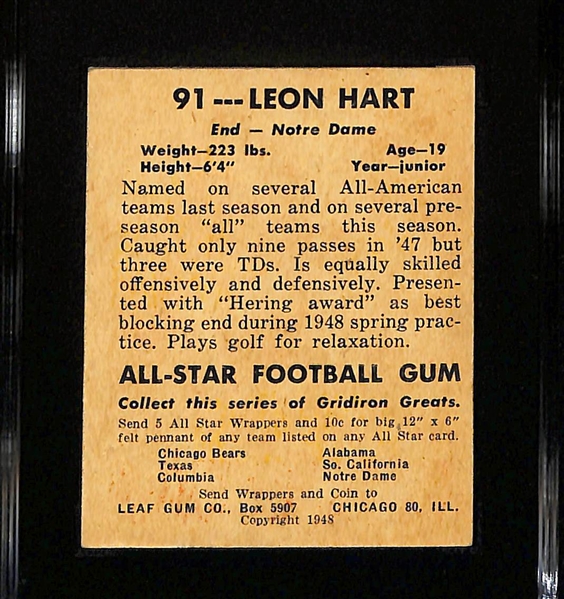 91---LEON HART
End — Notre Dame
Weight—223 lbs. Age—19
Height—6'4" Year—junior
Named on several All-American
teams last season and on several pre-
season "all" teams this season.
Caught only nine passes in '47 but
three were TDs. Is equally skilled
offensively and defensively. Presen-
ted with "Hering award" as best
blocking end during 1948 spring prac-
tice. Plays golf for relaxation.
ALL-STAR FOOTBALL GUM
Collect this series of Gridiron Greats.
Send 5 All Star Wrappers and 10c for big 12" x 6"
felt pennant of any team listed on any All Star card.
Chicago Bears Alabama
Texas So. California
Columbia Notre Dame
Send Wrappers and Coin to
LEAF GUM CO., Box 5907 CHICAGO 80, ILL.
Copyright 1948